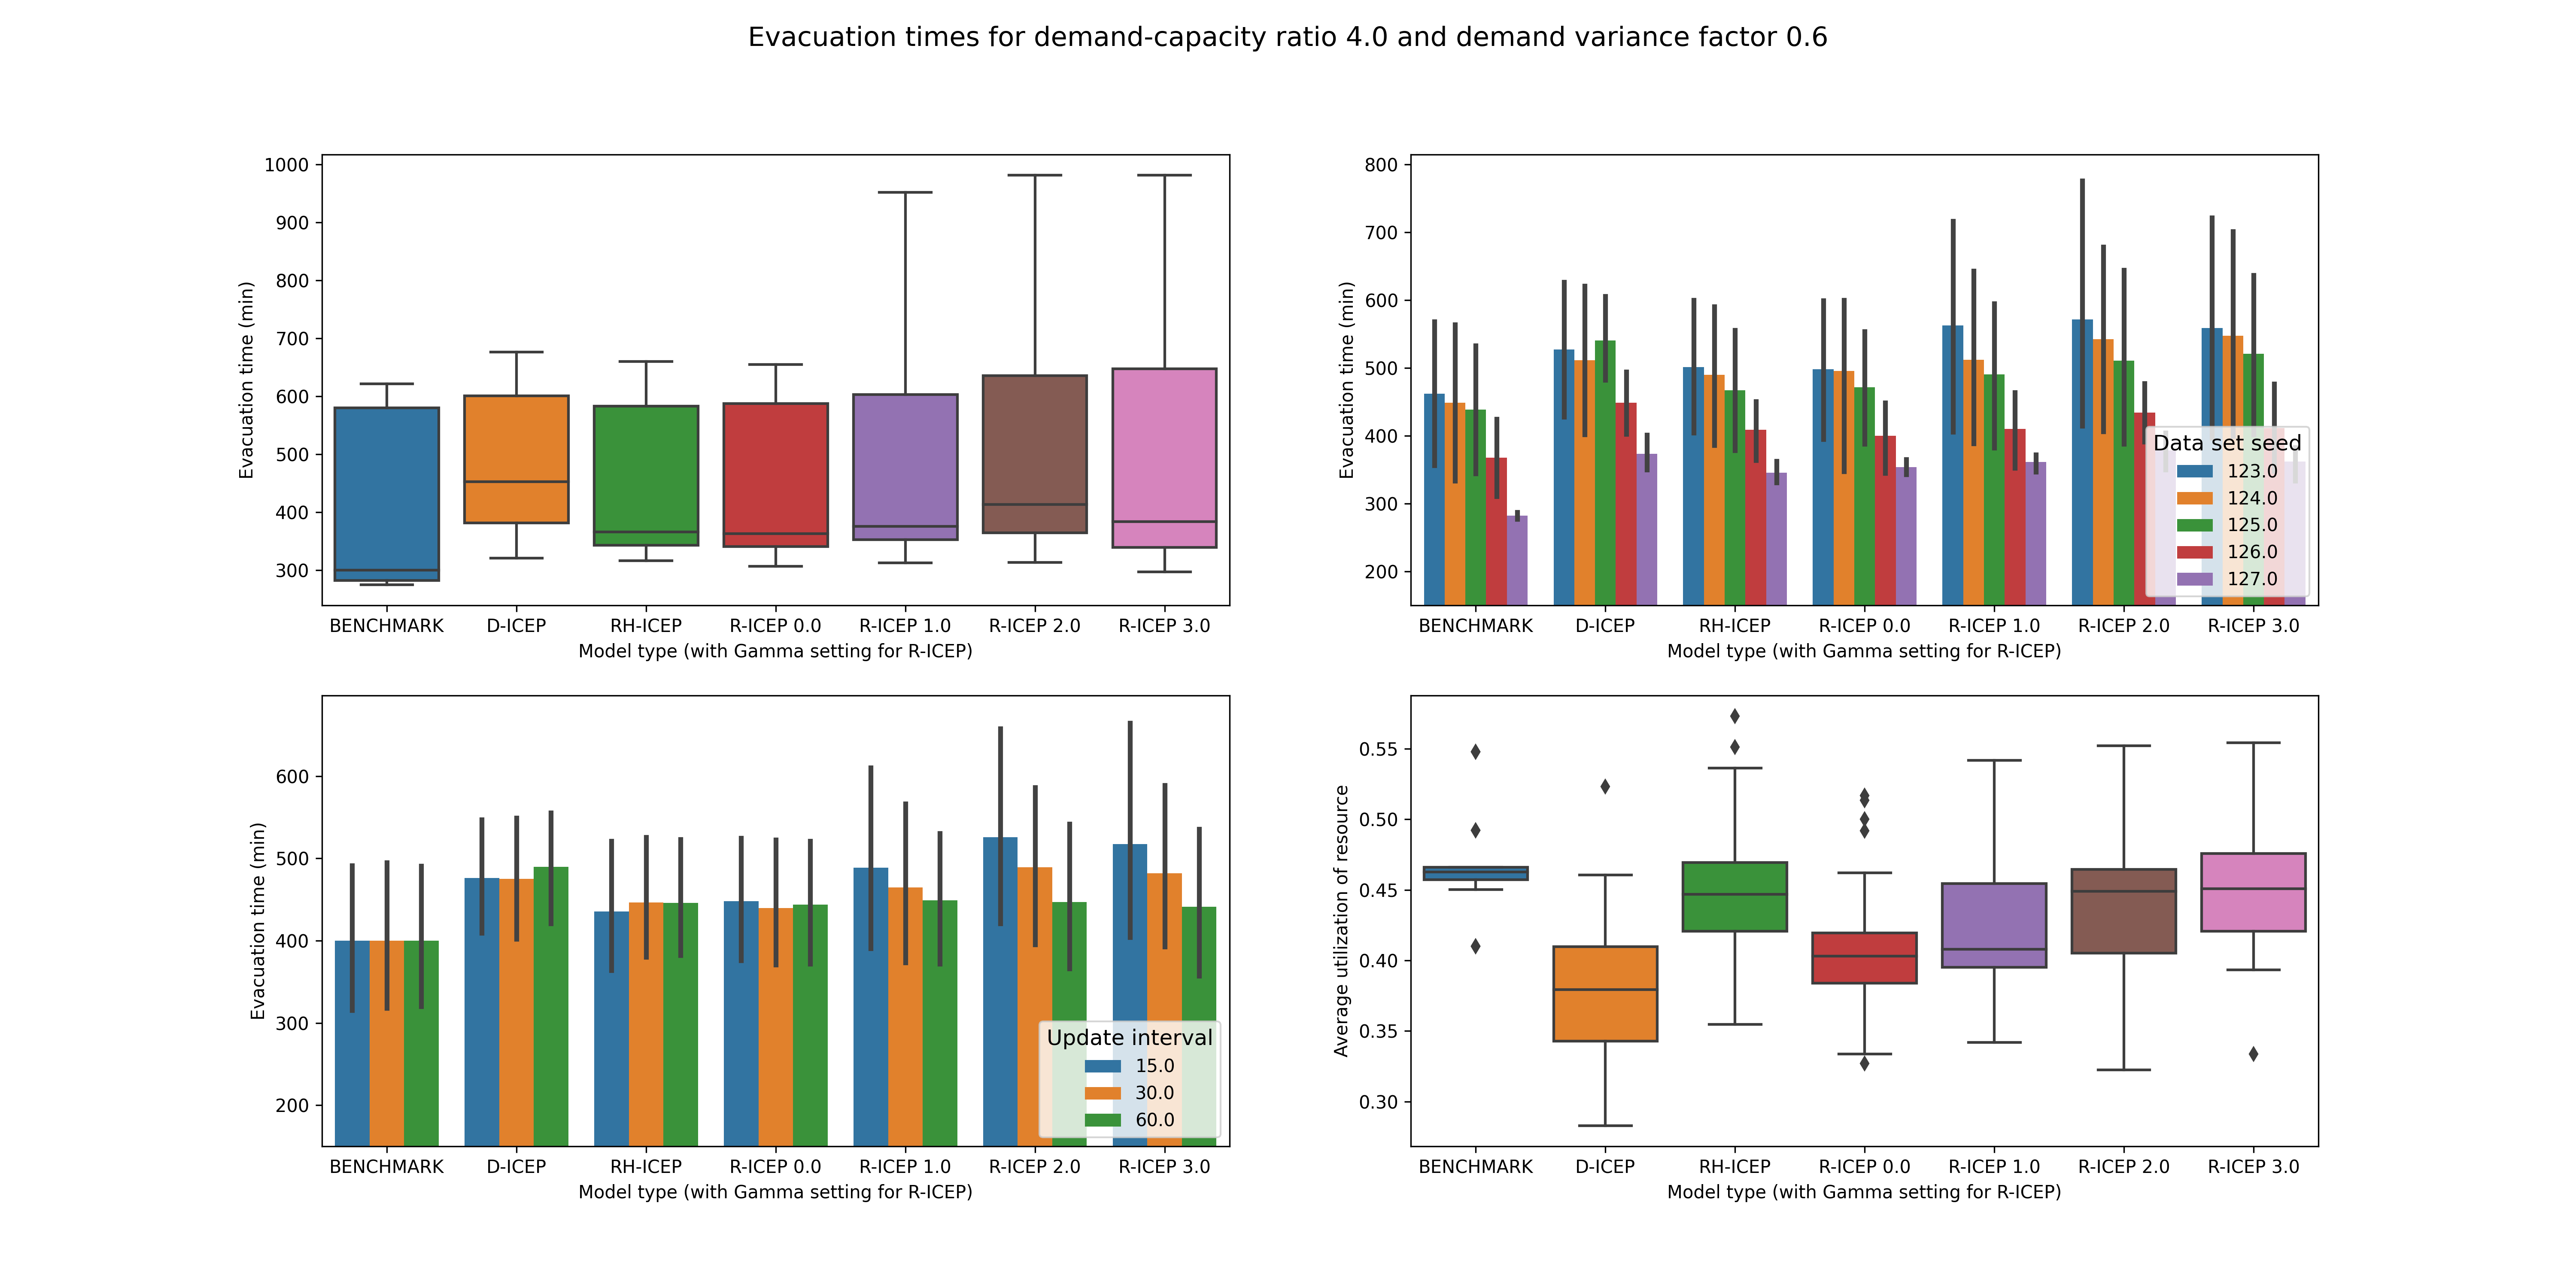 Evacuation times for demand-capacity ratio 4.0 and demand variance factor 0.6
1000
900
800
700
600
500
400
300
Evacuation time (min)
BENCHMARK D-ICEP RH-ICEP R-ICEP 0.0 R-ICEP 1.0 R-ICEP 2.0 R-ICEP 3.0
Model type (with Gamma setting for R-ICEP)
800
700
600
500
400
300
200
Evacuation time (min)
Data set seed
123.0
124.0
125.0
126.0
127.0
BENCHMARK D-ICEP RH-ICEP R-ICEP 0.0 R-ICEP 1.0 R-ICEP 2.0 R-ICEP 3.0
Model type (with Gamma setting for R-ICEP)
600
500
400
300
200
Evacuation time (min)
Update interval
15.0
30.0
60.0
BENCHMARK D-ICEP RH-ICEP R-ICEP 0.0 R-ICEP 1.0 R-ICEP 2.0 R-ICEP 3.0
Model type (with Gamma setting for R-ICEP)
0.55
0.50
0.45
0.40
0.35
0.30
Average utilization of resource
BENCHMARK D-ICEP RH-ICEP R-ICEP 0.0 R-ICEP 1.0 R-ICEP 2.0 R-ICEP 3.0
Model type (with Gamma setting for R-ICEP)